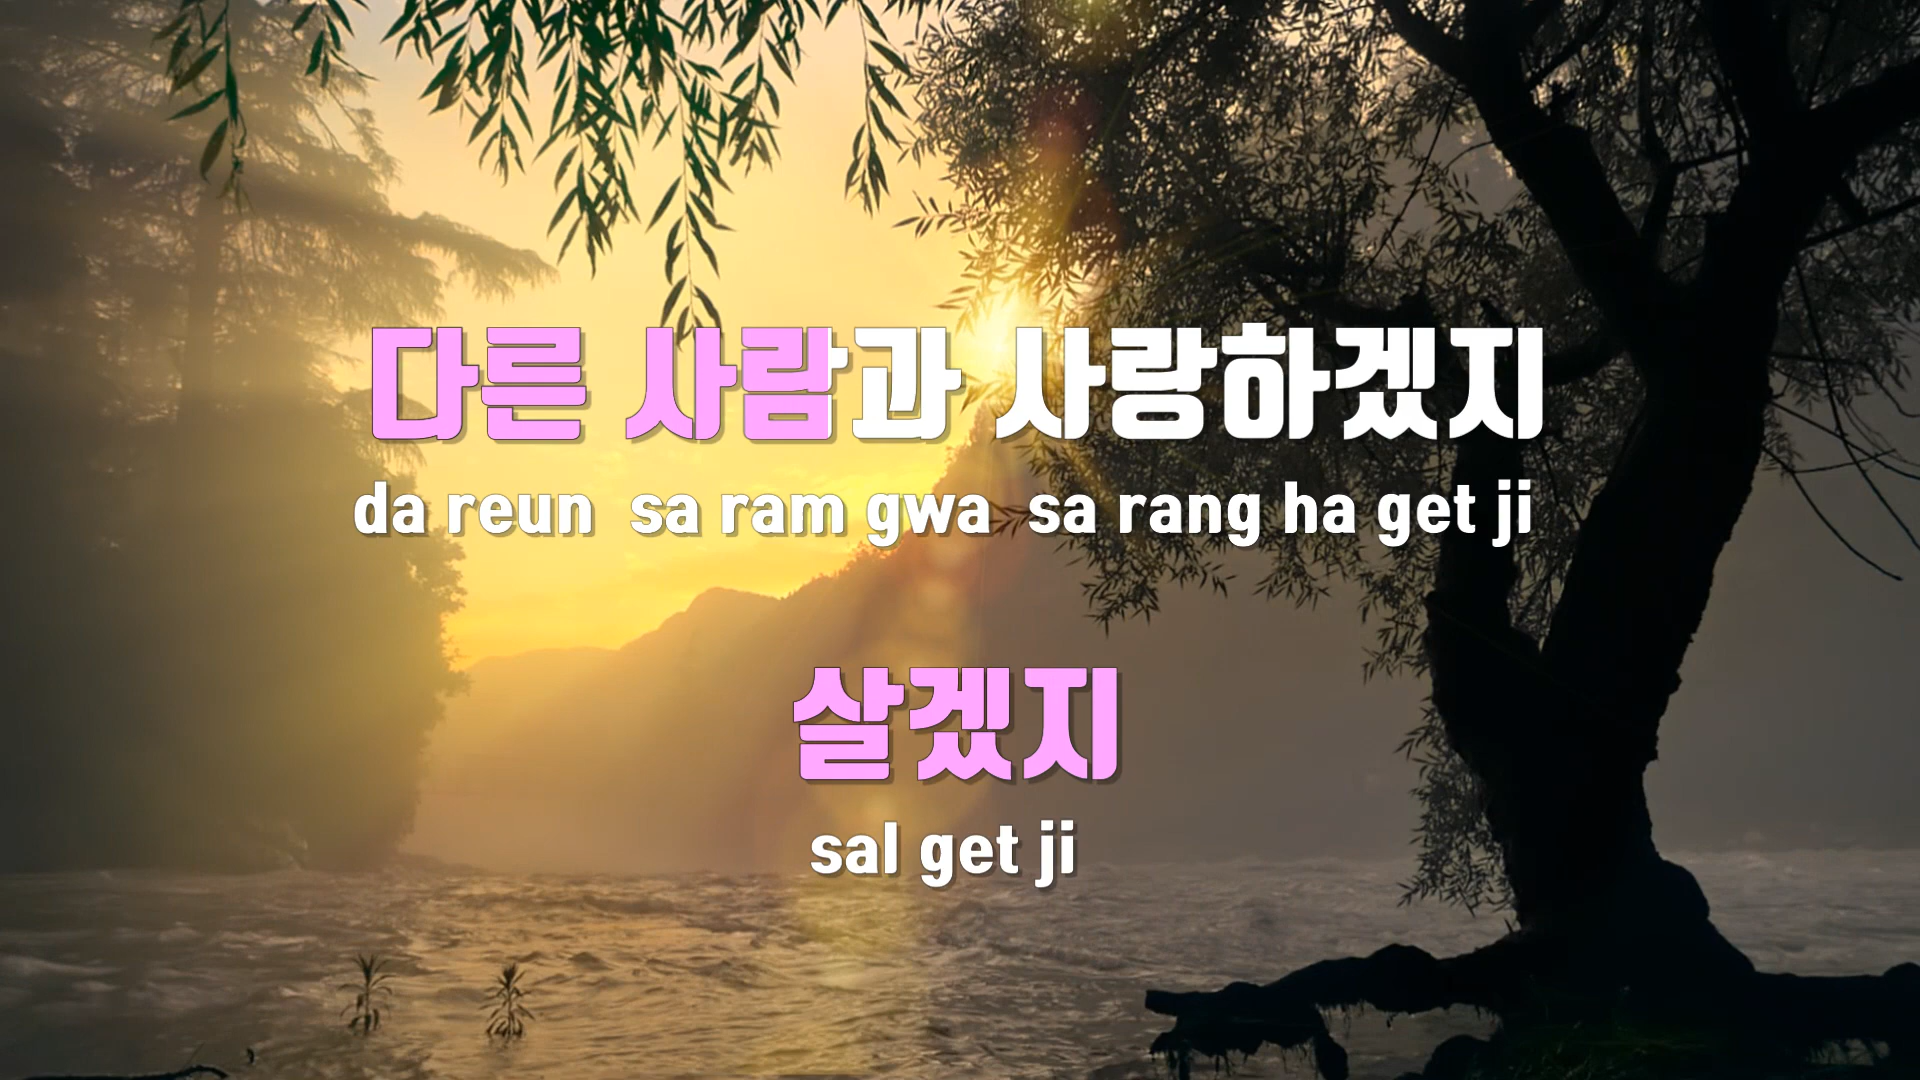 다른 사람과 사랑하겠지
da reun sa ram gwa sa rang ha get ji
살겠지
sal get ji